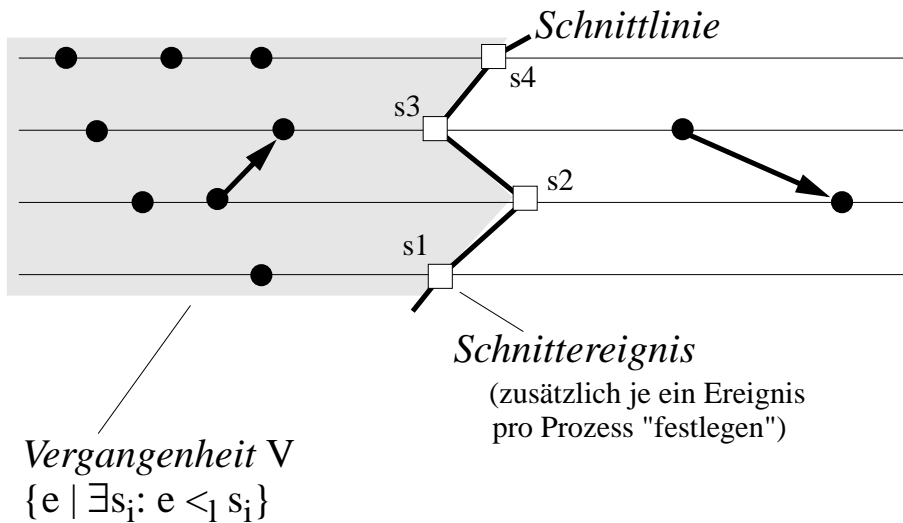 Schnittlinie
s4
s3
s2
s1
Schnittereignis
(zusätzlich je ein Ereignis
pro Prozess "festlegen")
Vergangenheit V
{e | ∃sᵢ: e <ₗ sᵢ}